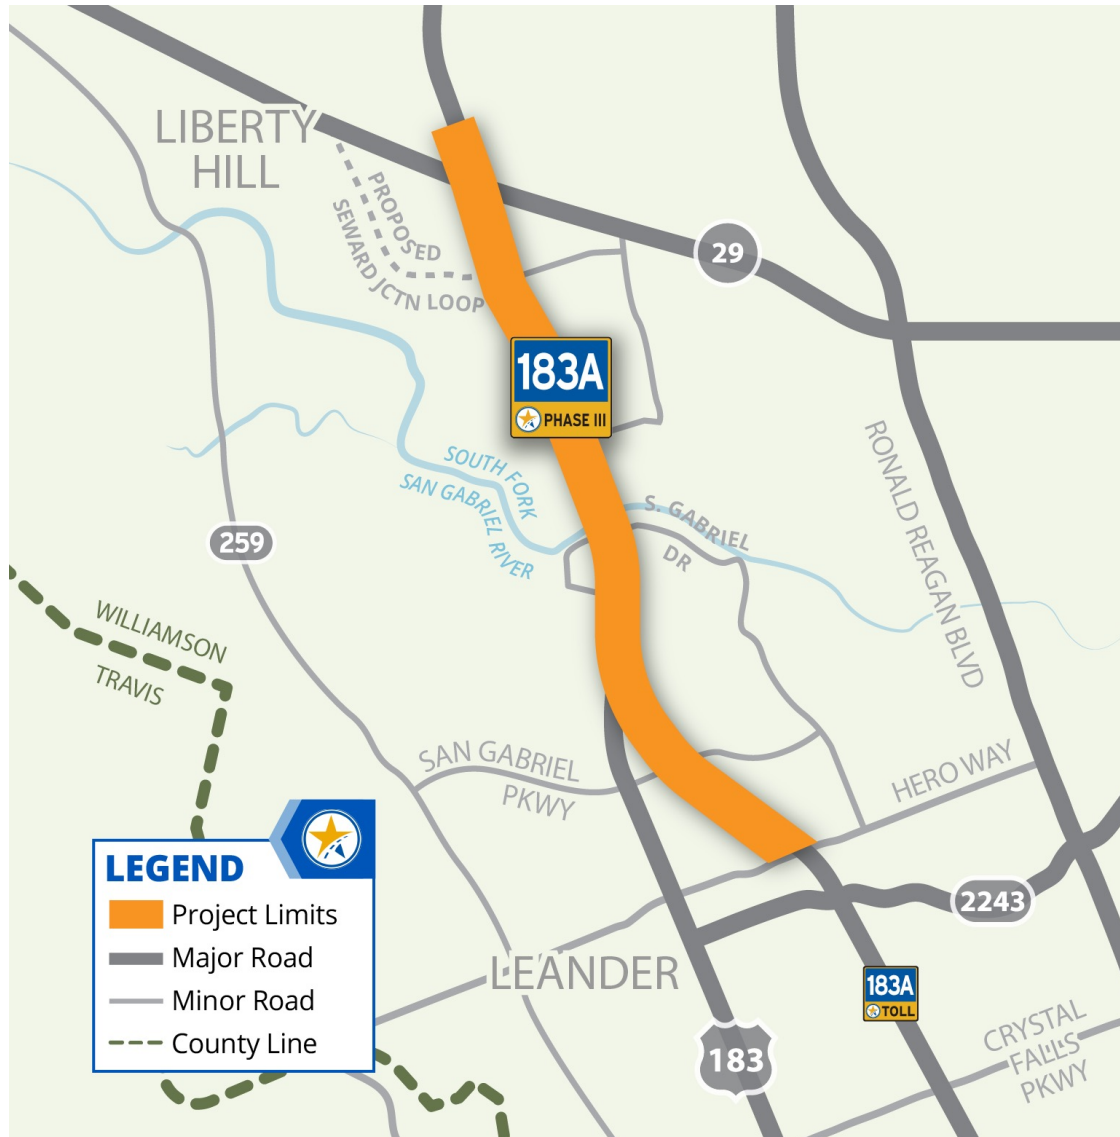 LIBERTY
HILL
PROPOSED
SEWARD JCTN LOOP
29
183A
PHASE III
RONALD REAGAN BLVD
SOUTH FORK
SAN GABRIEL RIVER
S. GABRIEL
DR
259
WILLIAMSON
TRAVIS
SAN GABRIEL
PKWY
HERO WAY
LEGEND
Project Limits
Major Road
Minor Road
County Line
2243
LEANDER
183A
TOLL
183
CRYSTAL
FALLS
PKWY